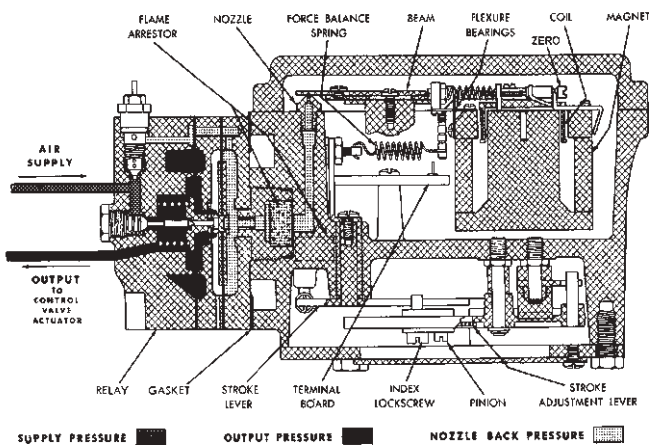 FLAME
ARRESTOR
NOZZLE
FORCE BALANCE
SPRING
BEAM
FLEXURE
BEARINGS
COIL
ZERO
MAGNET
AIR
SUPPLY
OUTPUT
TO
CONTROL
VALVE
ACTUATOR
RELAY
GASKET
STROKE
LEVER
TERMINAL
BOARD
INDEX
LOCKSCREW
PINION
STROKE
ADJUSTMENT LEVER
SUPPLY PRESSURE
OUTPUT PRESSURE
NOZZLE BACK PRESSURE